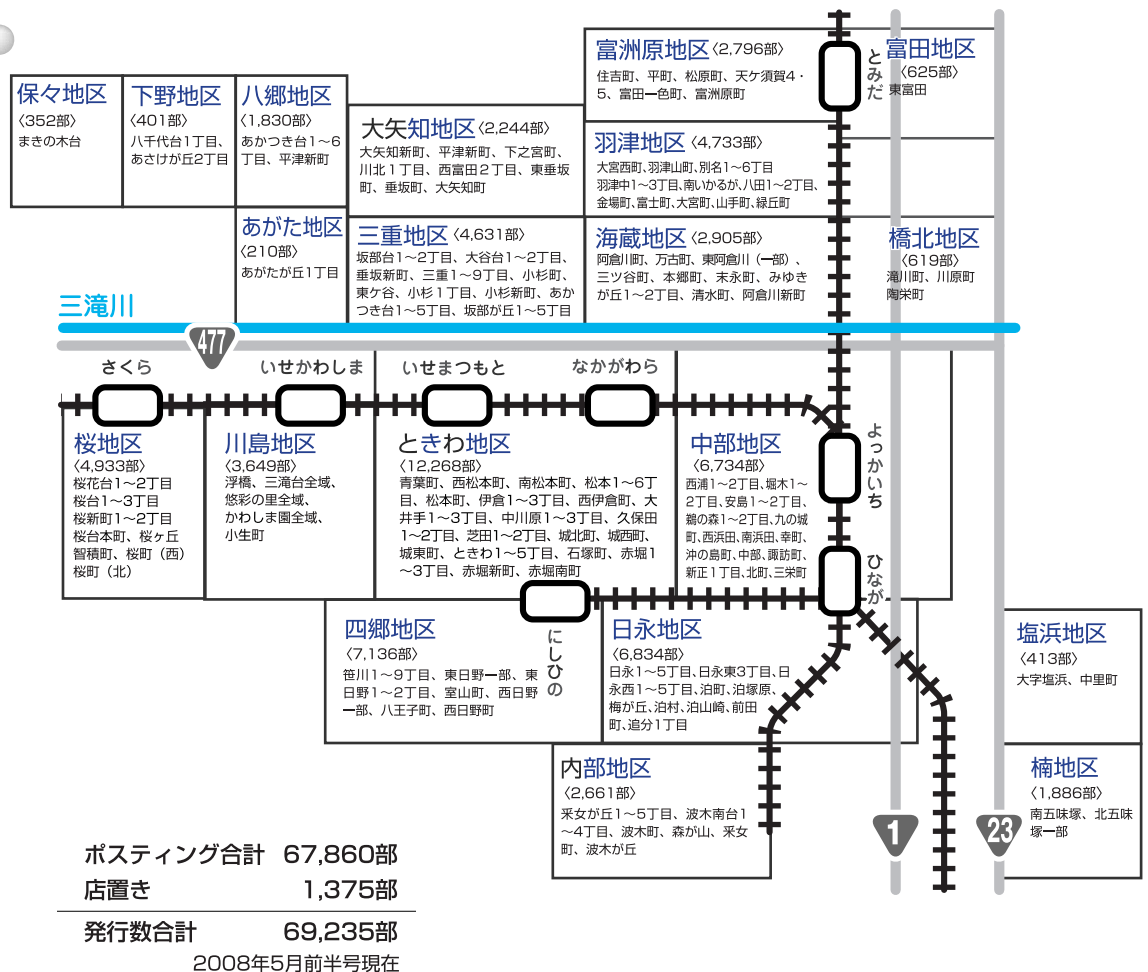 富洲原地区〈2,796部〉
住吉町、平町、松原町、天ケ須賀4・
5、富田一色町、富洲原町
とみだ
富田地区
〈625部〉
東富田
保々地区
〈352部〉
まきの木台
下野地区
〈401部〉
八千代台1丁目、
あさけが丘2丁目
八郷地区
〈1,830部〉
あかつき台1~6
丁目、平津新町
大矢知地区〈2,244部〉
大矢知新町、平津新町、下之宮町、
川北1丁目、西富田2丁目、東垂坂
町、垂坂町、大矢知町
羽津地区〈4,733部〉
大宮西町、羽津山町、別名1~6丁目
羽津中1~3丁目、南いかるが、八田1~2丁目、
金場町、富士町、大宮町、山手町、緑丘町
あがた地区
〈210部〉
あがたが丘1丁目
三重地区〈4,631部〉
坂部台1~2丁目、大谷台1~2丁目、
垂坂新町、三重1~9丁目、小杉町、
東ケ谷、小杉1丁目、小杉新町、あか
つき台1~5丁目、坂部が丘1~5丁目
海蔵地区〈2,905部〉
阿倉川町、万古町、東阿倉川(一部)、
三ツ谷町、本郷町、末永町、みゆき
が丘1~2丁目、清水町、阿倉川新町
橋北地区
〈619部〉
滝川町、川原町
陶栄町
三滝川
477
さくら
いせかわしま
いせまつもと
なかがわら
桜地区
〈4,933部〉
桜花台1~2丁目
桜台1~3丁目
桜新町1~2丁目
桜台本町、桜ヶ丘
智積町、桜町(西)
桜町(北)
川島地区
〈3,649部〉
浮橋、三滝台全域、
悠彩の里全域、
かわしま園全域、
小生町
ときわ地区
〈12,268部〉
青葉町、西松本町、南松本町、松本1~6丁
目、松本町、伊倉1~3丁目、西伊倉町、大
井手1~3丁目、中川原1~3丁目、久保田
1~2丁目、芝田1~2丁目、城北町、城西町、
城東町、ときわ1~5丁目、石塚町、赤堀1
~3丁目、赤堀新町、赤堀南町
中部地区
〈6,734部〉
西浦1~2丁目、堀木1~
2丁目、安島1~2丁目、
鵜の森1~2丁目、九の城
町、西浜田、南浜田、幸町、
沖の島町、中部、諏訪町、
新正1丁目、北町、三栄町
よっかいち
ひなが
四郷地区
〈7,136部〉
笹川1~9丁目、東日野一部、東
日野1~2丁目、室山町、西日野
一部、八王子町、西日野町
にしひの
日永地区
〈6,834部〉
日永1~5丁目、日永東3丁目、日
永西1~5丁目、泊町、泊塚原、
梅が丘、泊村、泊山崎、前田
町、追分1丁目
塩浜地区
〈413部〉
大字塩浜、中里町
内部地区
〈2,661部〉
采女が丘1~5丁目、波木南台1
~4丁目、波木町、森が山、采女
町、波木が丘
楠地区
〈1,886部〉
南五味塚、北五味
塚一部
1
23
ポスティング合計 67,860部
店置き 1,375部
発行数合計 69,235部
2008年5月前半号現在